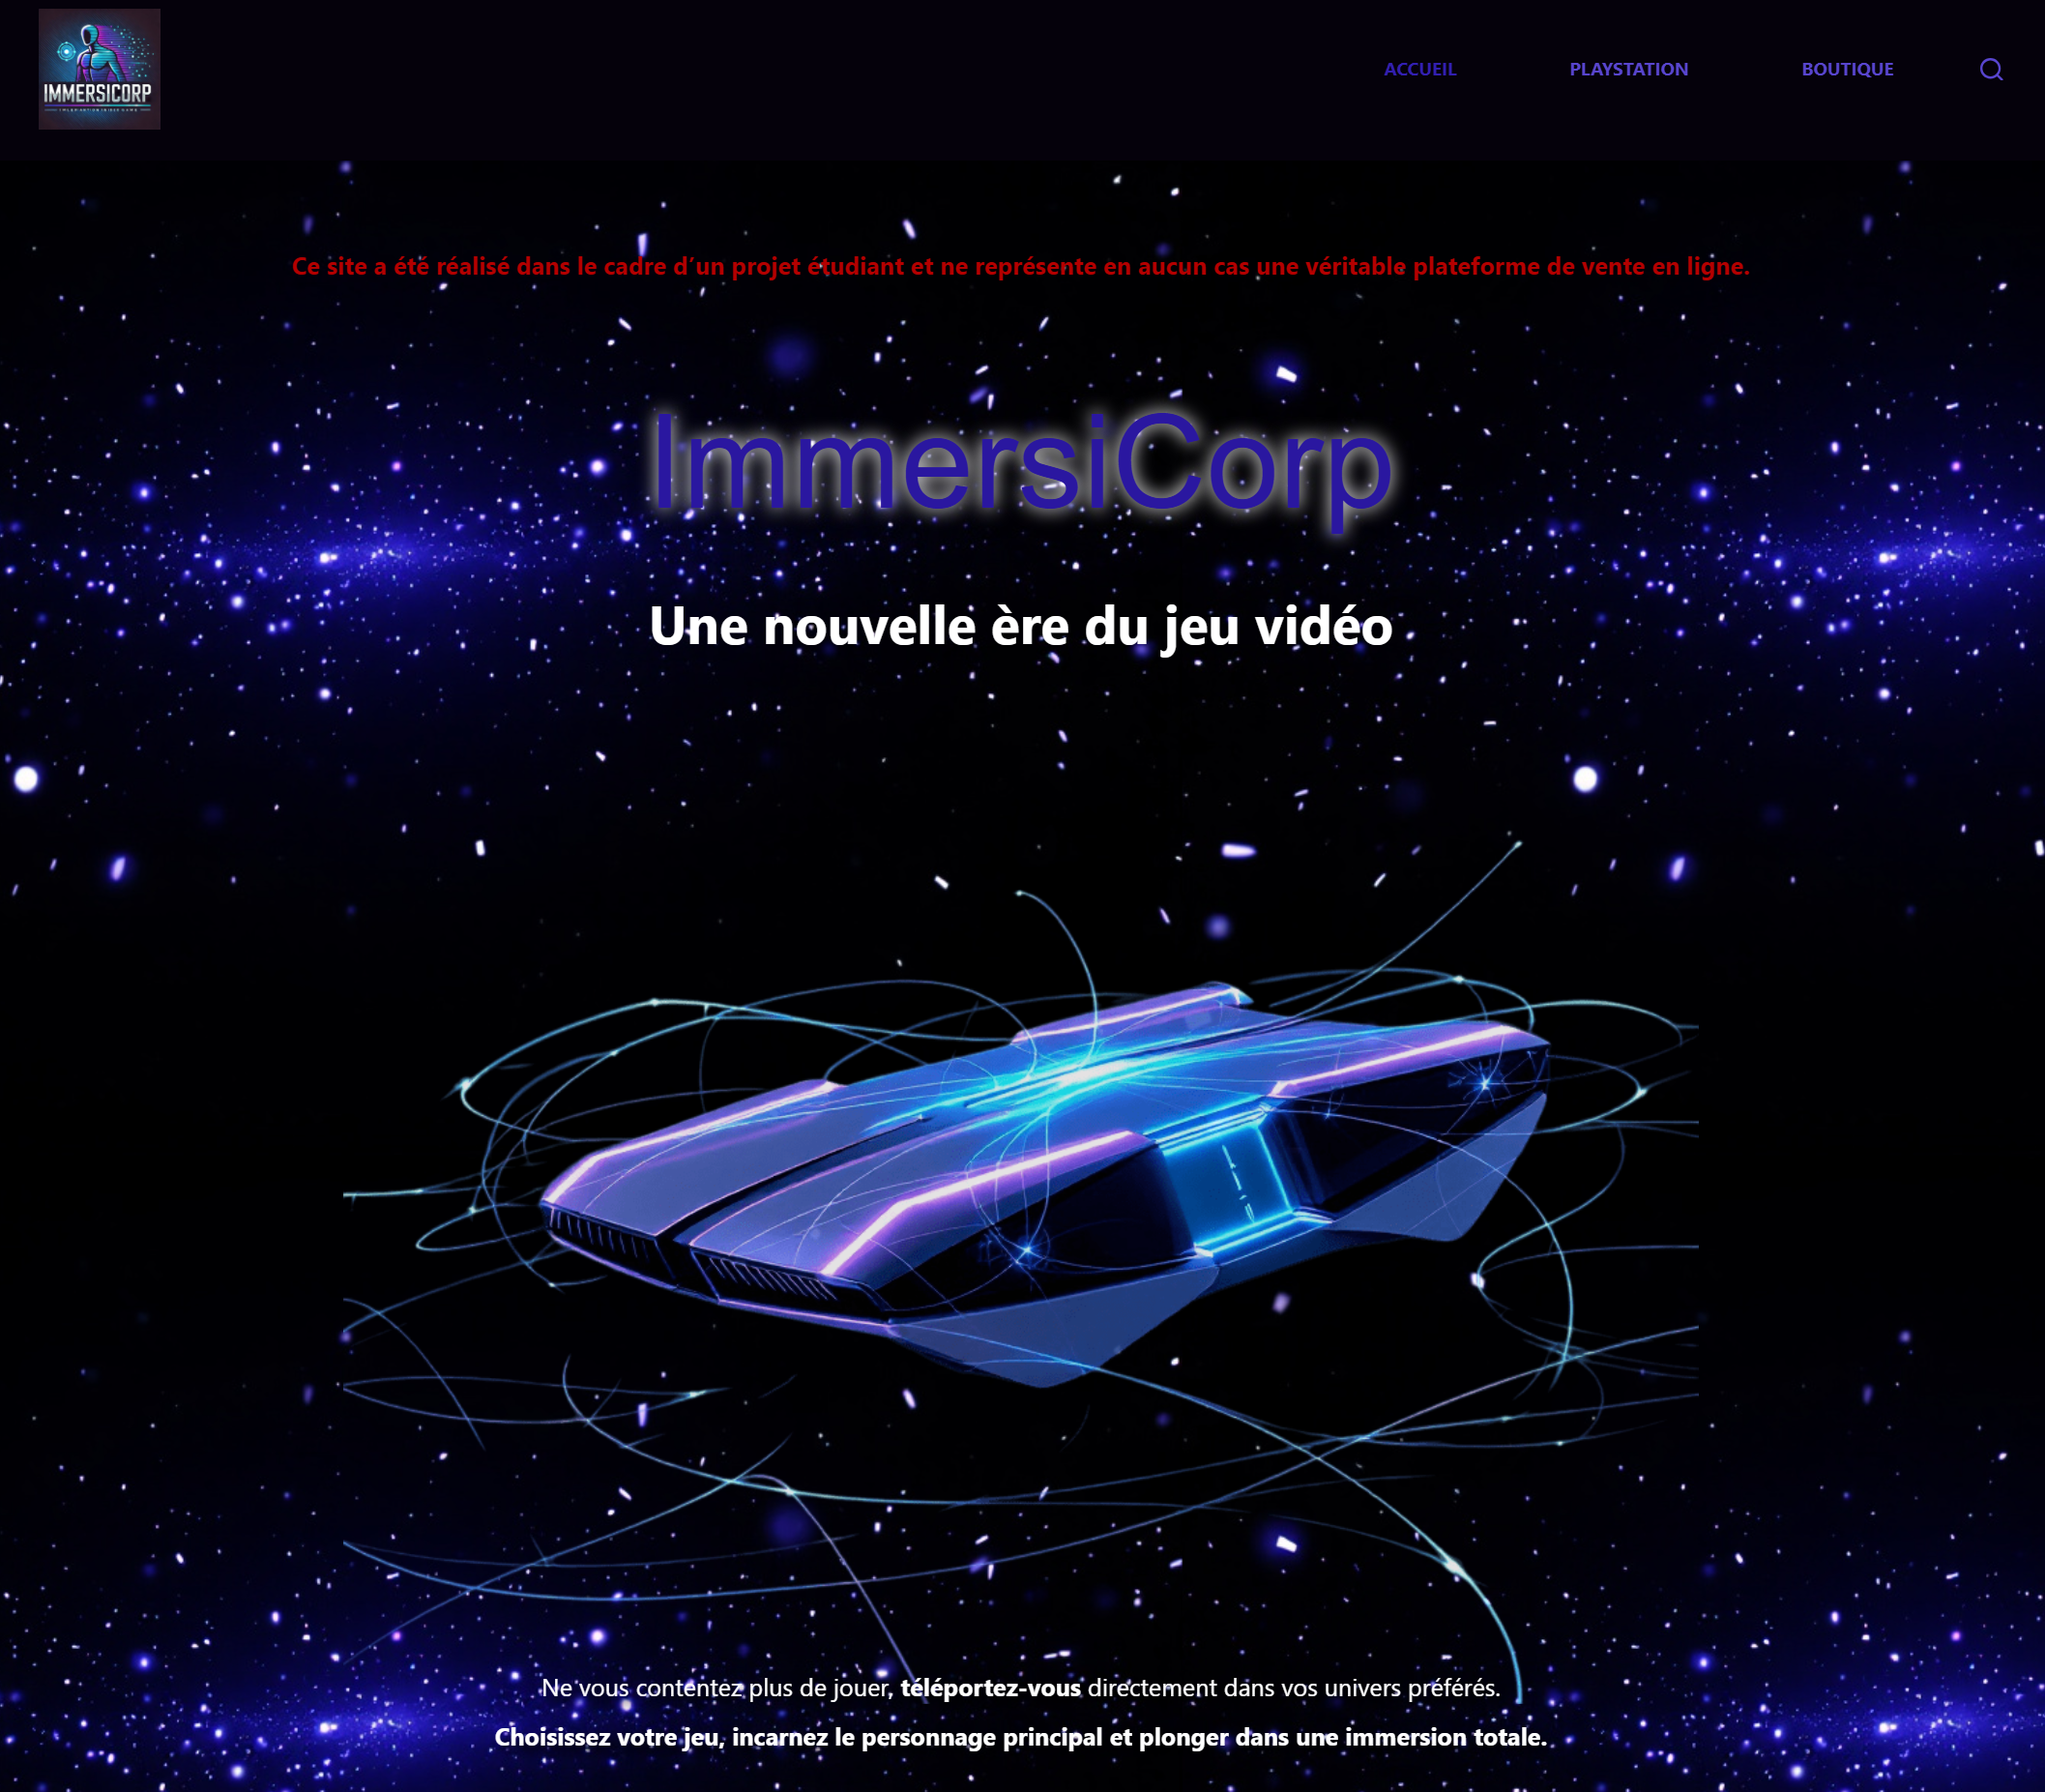 IMMERSICORP
ACCUEIL
PLAYSTATION
BOUTIQUE
Ce site a été réalisé dans le cadre d’un projet étudiant et ne représente en aucun cas une véritable plateforme de vente en ligne.
ImmersiCorp
Une nouvelle ère du jeu vidéo
Ne vous contentez plus de jouer, téléportez-vous directement dans vos univers préférés.
Choisissez votre jeu, incarnez le personnage principal et plonger dans une immersion totale.